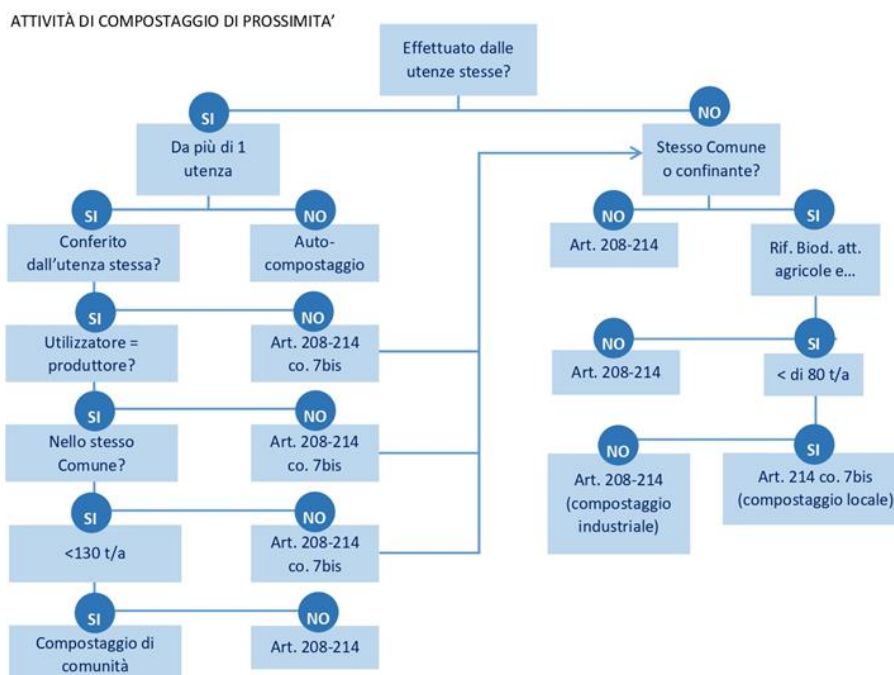 ATTIVITÀ DI COMPOSTAGGIO DI PROSSIMITA’
Effettuato dalle
utenze stesse?
SI
NO
Da più di 1
utenza
Stesso Comune
o confinante?
SI
NO
NO
SI
Conferito
dall’utenza stessa?
Auto-
compostaggio
Art. 208-214
Rif. Biod. att.
agricole e...
SI
NO
NO
SI
Utilizzatore =
produttore?
Art. 208-214
co. 7bis
Art. 208-214
< di 80 t/a
SI
NO
Nello stesso
Comune?
Art. 208-214
co. 7bis
NO
SI
Art. 208-214
(compostaggio
industriale)
Art. 214 co. 7bis
(compostaggio locale)
SI
NO
<130 t/a
Art. 208-214
co. 7bis
SI
NO
Compostaggio di
comunità
Art. 208-214